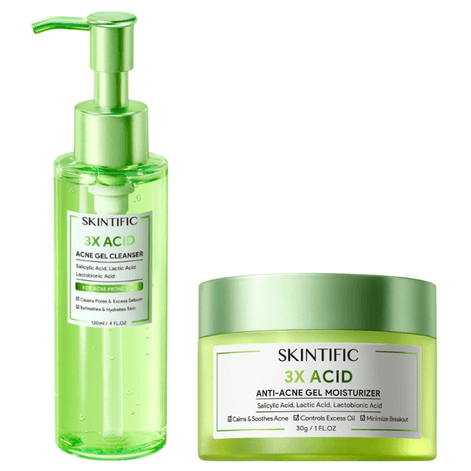 SKINTIFIC
3X ACID
ACNE GEL CLEANSER
Salicylic Acid, Lactic Acid
Lactobionic Acid
FOR ACNE PRONE
Cleans Pores & Excess Sebum
Refreshes & Hydrates Skin
120ml / 4 FL.OZ
SKINTIFIC
3X ACID
ANTI-ACNE GEL MOISTURIZER
Salicylic Acid, Lactic Acid, Lactobionic Acid
Calms & Soothes Acne Controls Excess Oil Minimize Breakout
30g / 1 FL.OZ